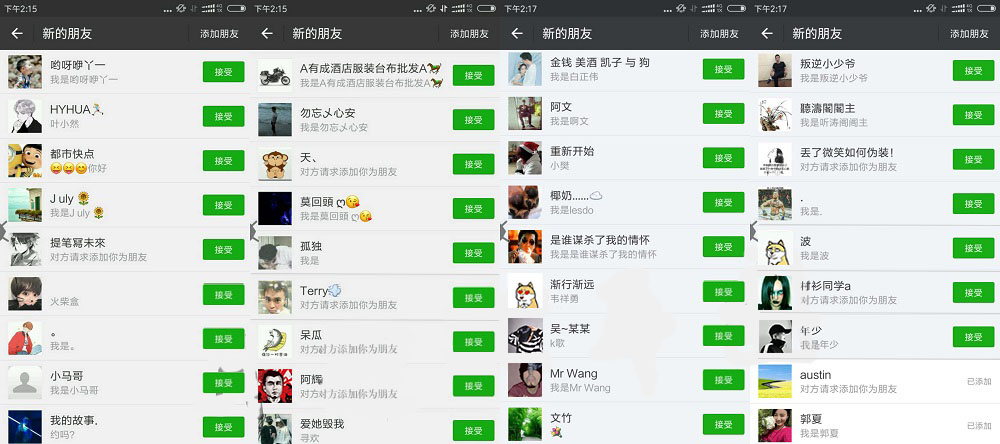 下午2:15
新的朋友
添加朋友
哟呀咿丫一
我是哟呀咿丫一
接受
HYHUA🏃.
叶小然
接受
都市快点
😝😝😊你好
接受
J uly🌻
我是J uly🌻
接受
提笔冩未來
对方请求添加你为朋友
接受
火柴盒
接受
。
我是。
接受
小马哥
我是小马哥
接受
我的故事.
约吗?
接受
下午2:15
新的朋友
添加朋友
A有成酒店服装台布批发A🐓
我是A有成酒店服装台布批发A🐓
接受
勿忘乄心安
我是勿忘乄心安
接受
天、
对方请求添加你为朋友
接受
莫回頭 ღ😘
我是莫回頭 ღ😘
接受
孤独
我是
接受
Terry💨
对方请求添加你为朋友
接受
呆瓜
对方对方添加你为朋友
接受
阿輝
对方对方添加你为朋友
接受
爱她毁我
寻欢
接受
下午2:17
新的朋友
添加朋友
金钱 美酒 凯子 与 狗
我是白正伟
接受
阿文
我是啊文
接受
重新开始
小樊
接受
椰奶......☁
我是lesdo
接受
是谁谋杀了我的情怀
我是是谁谋杀了我的情怀
接受
渐行渐远
韦祥勇
接受
吴~某某
k歌
接受
Mr Wang
我是Mr Wang
接受
文竹
接受
下午2:17
新的朋友
添加朋友
叛逆小少爷
我是叛逆小少爷
接受
聽濤閣閣主
我是听涛阁阁主
接受
丢了微笑如何伪装！
对方请求添加你为朋友
接受
.
我是.
接受
波
我是波
接受
衬衫同学a
对方请求添加你为朋友
接受
年少
我是年少
接受
austin
对方请求添加你为朋友
已添加
郭夏
我是郭夏
已添加